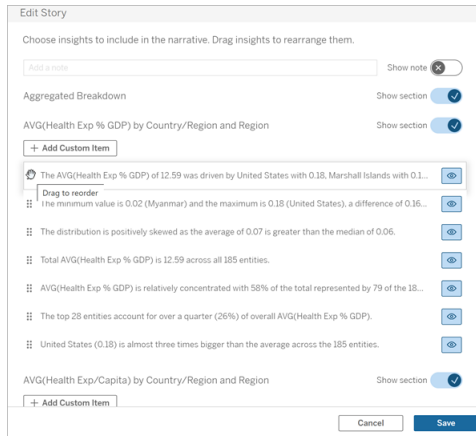 Edit Story
Choose insights to include in the narrative. Drag insights to rearrange them.
Add a note
Show note
Aggregated Breakdown
Show section
AVG(Health Exp % GDP) by Country/Region and Region
Show section
+ Add Custom Item
The AVG(Health Exp % GDP) of 12.59 was driven by United States with 0.18, Marshall Islands with 0.1...
Drag to reorder
The minimum value is 0.02 (Myanmar) and the maximum is 0.18 (United States), a difference of 0.16...
The distribution is positively skewed as the average of 0.07 is greater than the median of 0.06.
Total AVG(Health Exp % GDP) is 12.59 across all 185 entities.
AVG(Health Exp % GDP) is relatively concentrated with 58% of the total represented by 79 of the 18...
The top 28 entities account for over a quarter (26%) of overall AVG(Health Exp % GDP).
United States (0.18) is almost three times bigger than the average across the 185 entities.
AVG(Health Exp/Capita) by Country/Region and Region
Show section
+ Add Custom Item
Cancel
Save